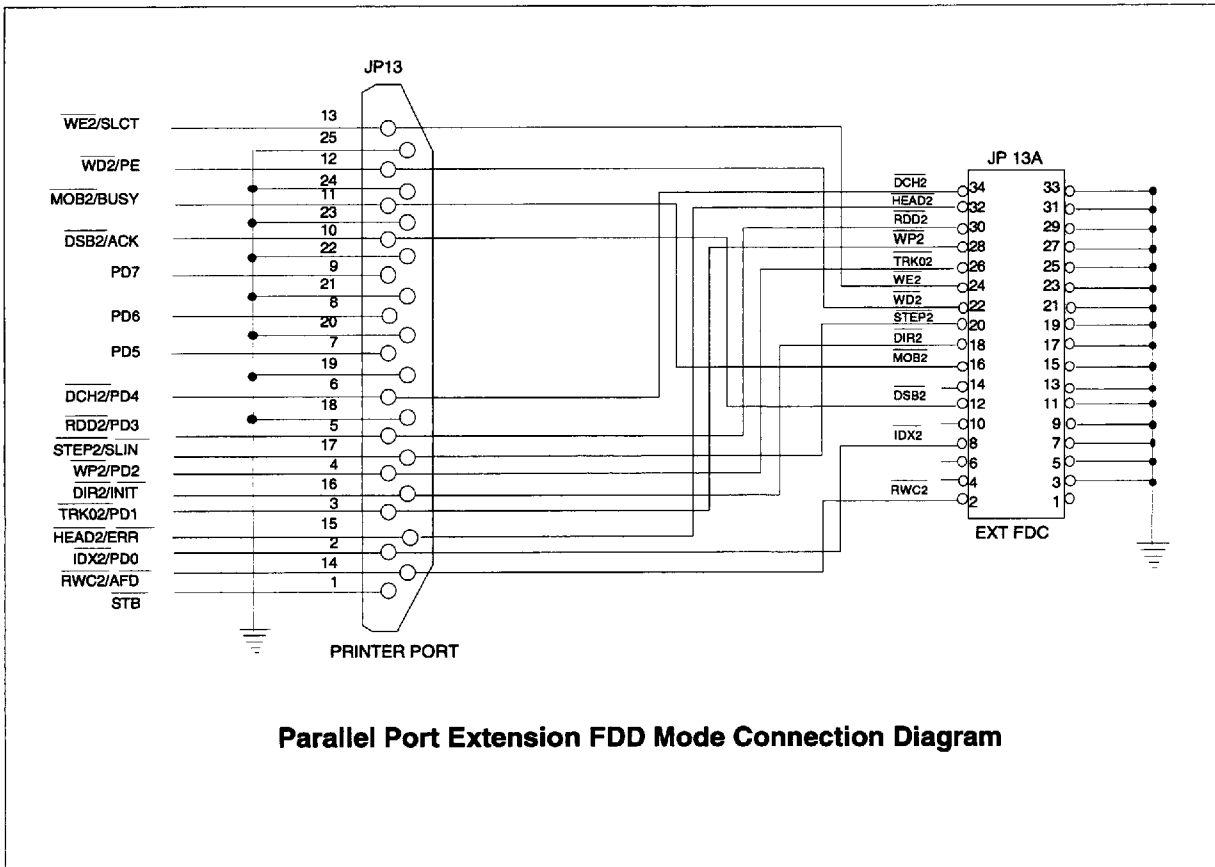 JP13
WE2/SLCT
WD2/PE
MOB2/BUSY
DSB2/ACK
PD7
PD6
PD5
DCH2/PD4
RDD2/PD3
STEP2/SLIN
WP2/PD2
DIR2/INIT
TRK02/PD1
HEAD2/ERR
IDX2/PD0
RWC2/AFD
STB
13
25
12
24
11
23
10
22
9
21
8
20
7
19
6
18
5
17
4
16
3
15
2
14
1
PRINTER PORT
JP 13A
DCH2 34 33
HEAD2 32 31
RDD2 30 29
WP2 28 27
TRK02 26 25
WE2 24 23
WD2 22 21
STEP2 20 19
DIR2 18 17
MOB2 16 15
14 13
DSB2 12 11
10 9
IDX2 8 7
6 5
4 3
RWC2 2 1
EXT FDC
Parallel Port Extension FDD Mode Connection Diagram